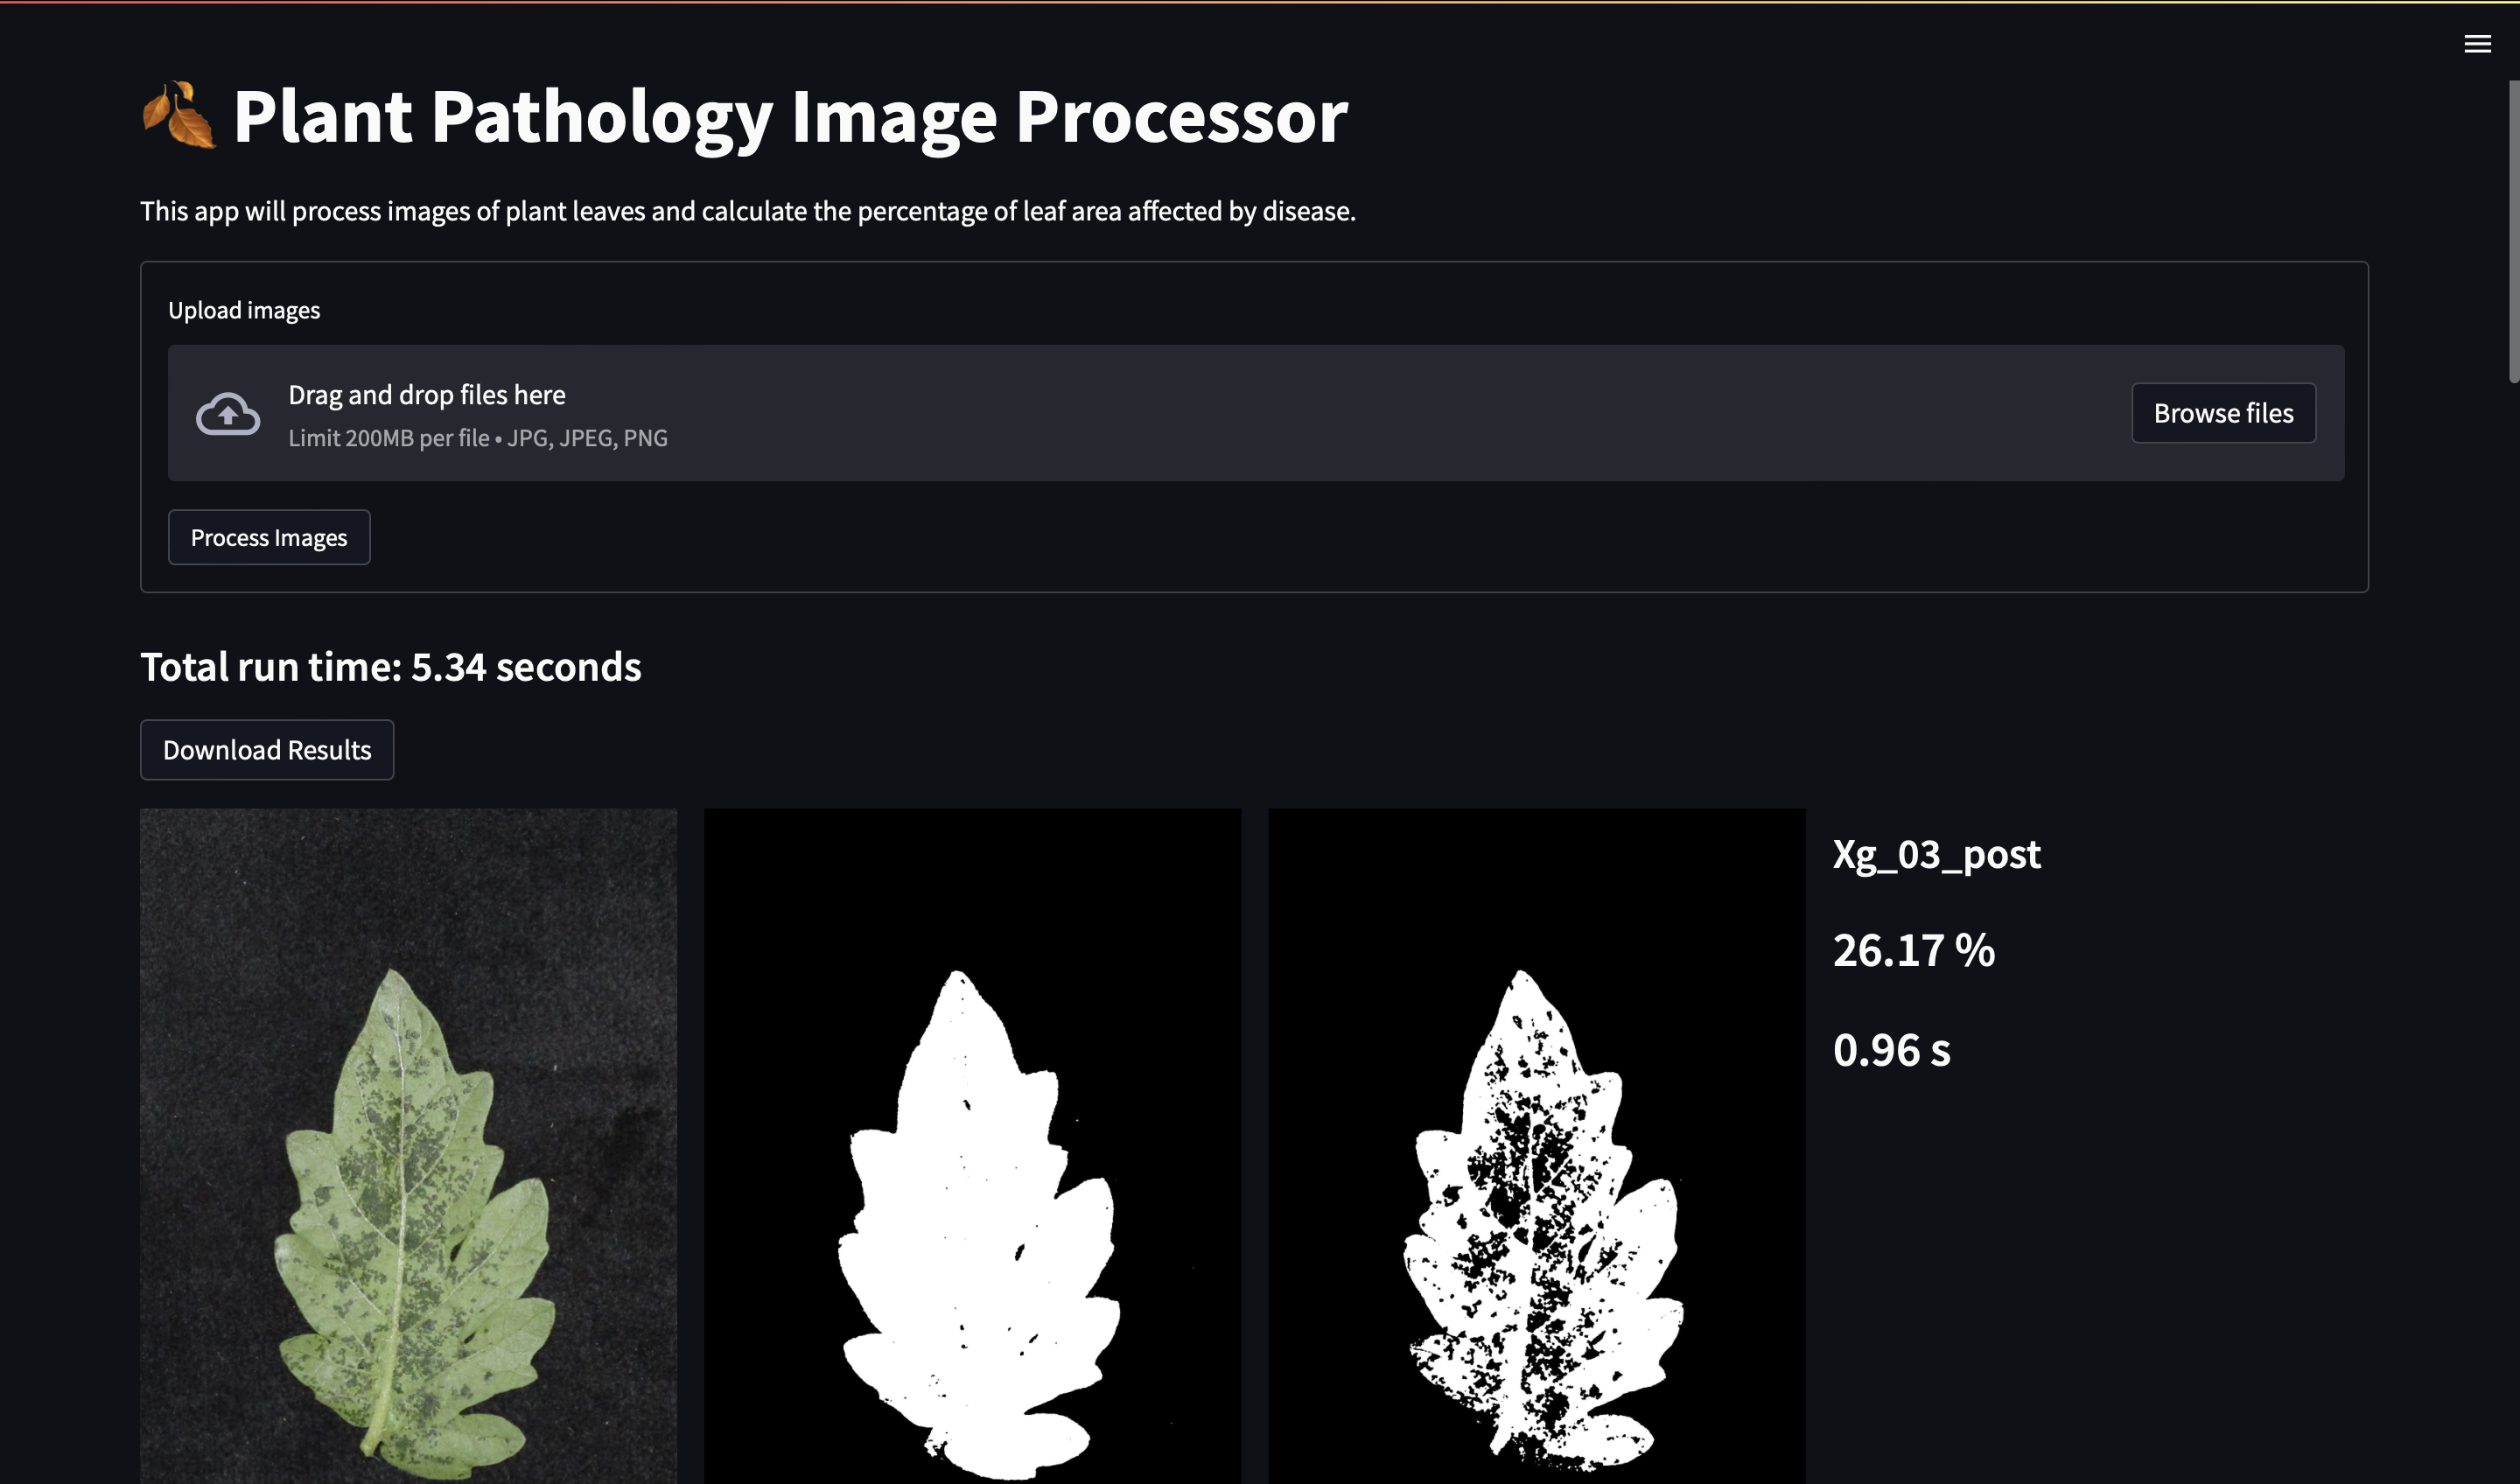 Plant Pathology Image Processor
This app will process images of plant leaves and calculate the percentage of leaf area affected by disease.
Upload images
Drag and drop files here
Limit 200MB per file • JPG, JPEG, PNG
Browse files
Process Images
Total run time: 5.34 seconds
Download Results
Xg_03_post
26.17 %
0.96 s